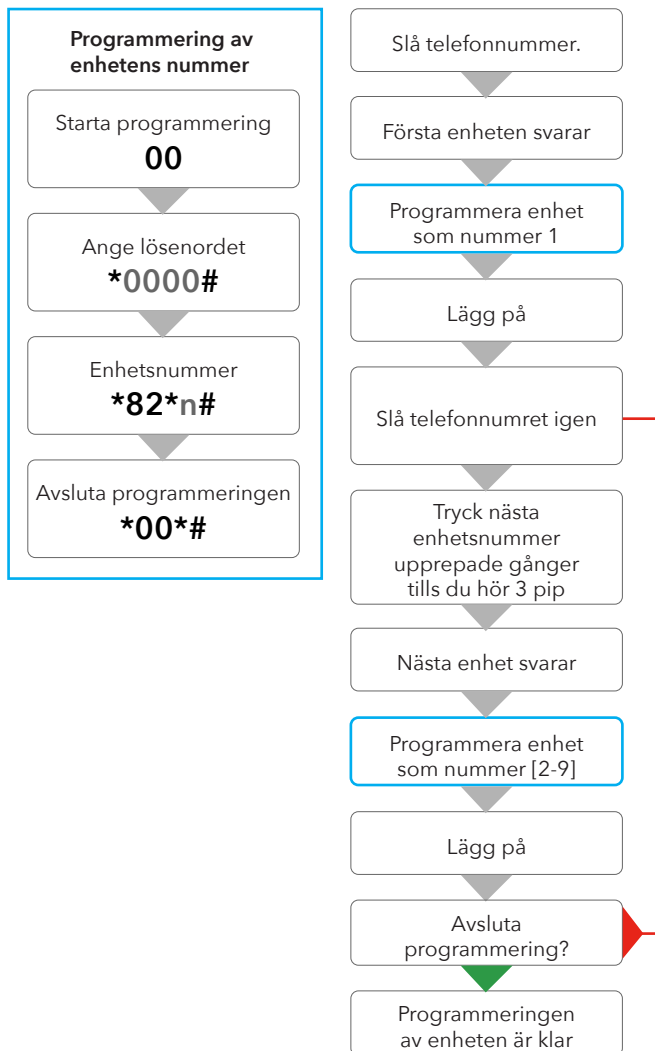 Programmering av
enhetens nummer
Starta programmering
00
Ange lösenordet
*0000#
Enhetsnummer
*82*n#
Avsluta programmeringen
*00*#
Slå telefonnummer.
Första enheten svarar
Programmera enhet
som nummer 1
Lägg på
Slå telefonnumret igen
Tryck nästa
enhetsnummer
upprepade gånger
tills du hör 3 pip
Nästa enhet svarar
Programmera enhet
som nummer [2-9]
Lägg på
Avsluta
programmering?
Programmeringen
av enheten är klar